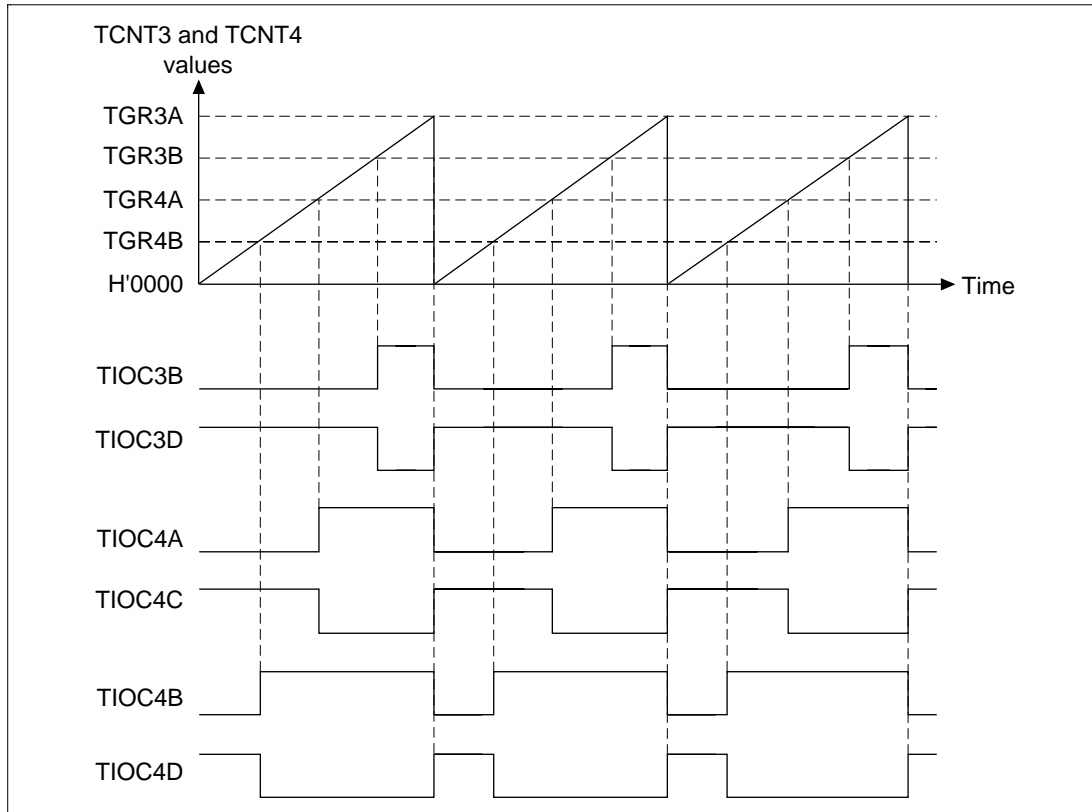 TCNT3 and TCNT4
values
TGR3A
TGR3B
TGR4A
TGR4B
H'0000
Time
TIOC3B
TIOC3D
TIOC4A
TIOC4C
TIOC4B
TIOC4D